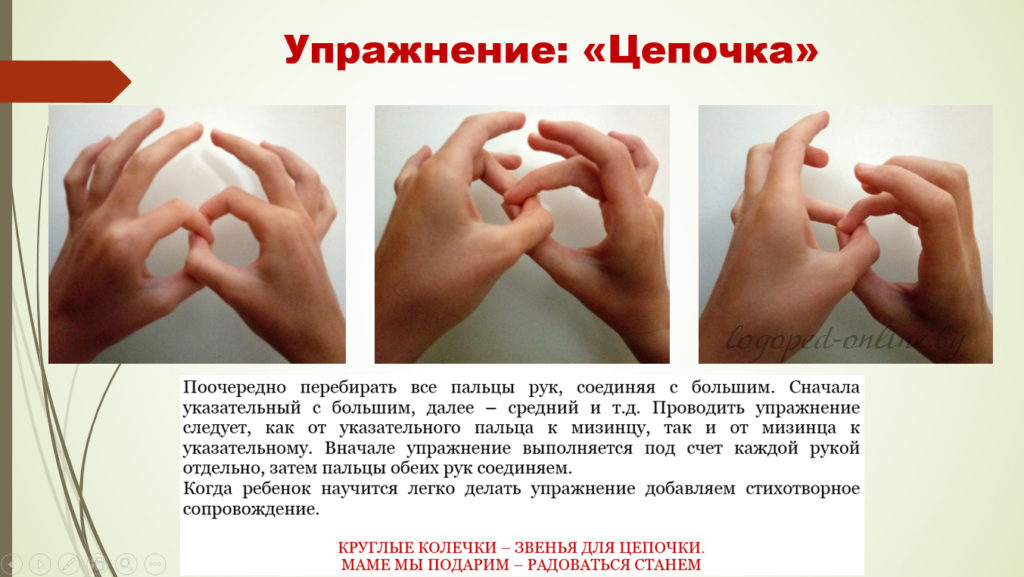 Упражнение: «Цепочка»
logoped-online.by
Поочередно перебирать все пальцы рук, соединяя с большим. Сначала
указательный с большим, далее – средний и т.д. Проводить упражнение
следует, как от указательного пальца к мизинцу, так и от мизинца к
указательному. Вначале упражнение выполняется под счет каждой рукой
отдельно, затем пальцы обеих рук соединяем.
Когда ребенок научится легко делать упражнение добавляем стихотворное
сопровождение.
КРУГЛЫЕ КОЛЕЧКИ – ЗВЕНЬЯ ДЛЯ ЦЕПОЧКИ.
МАМЕ МЫ ПОДАРИМ – РАДОВАТЬСЯ СТАНЕМ